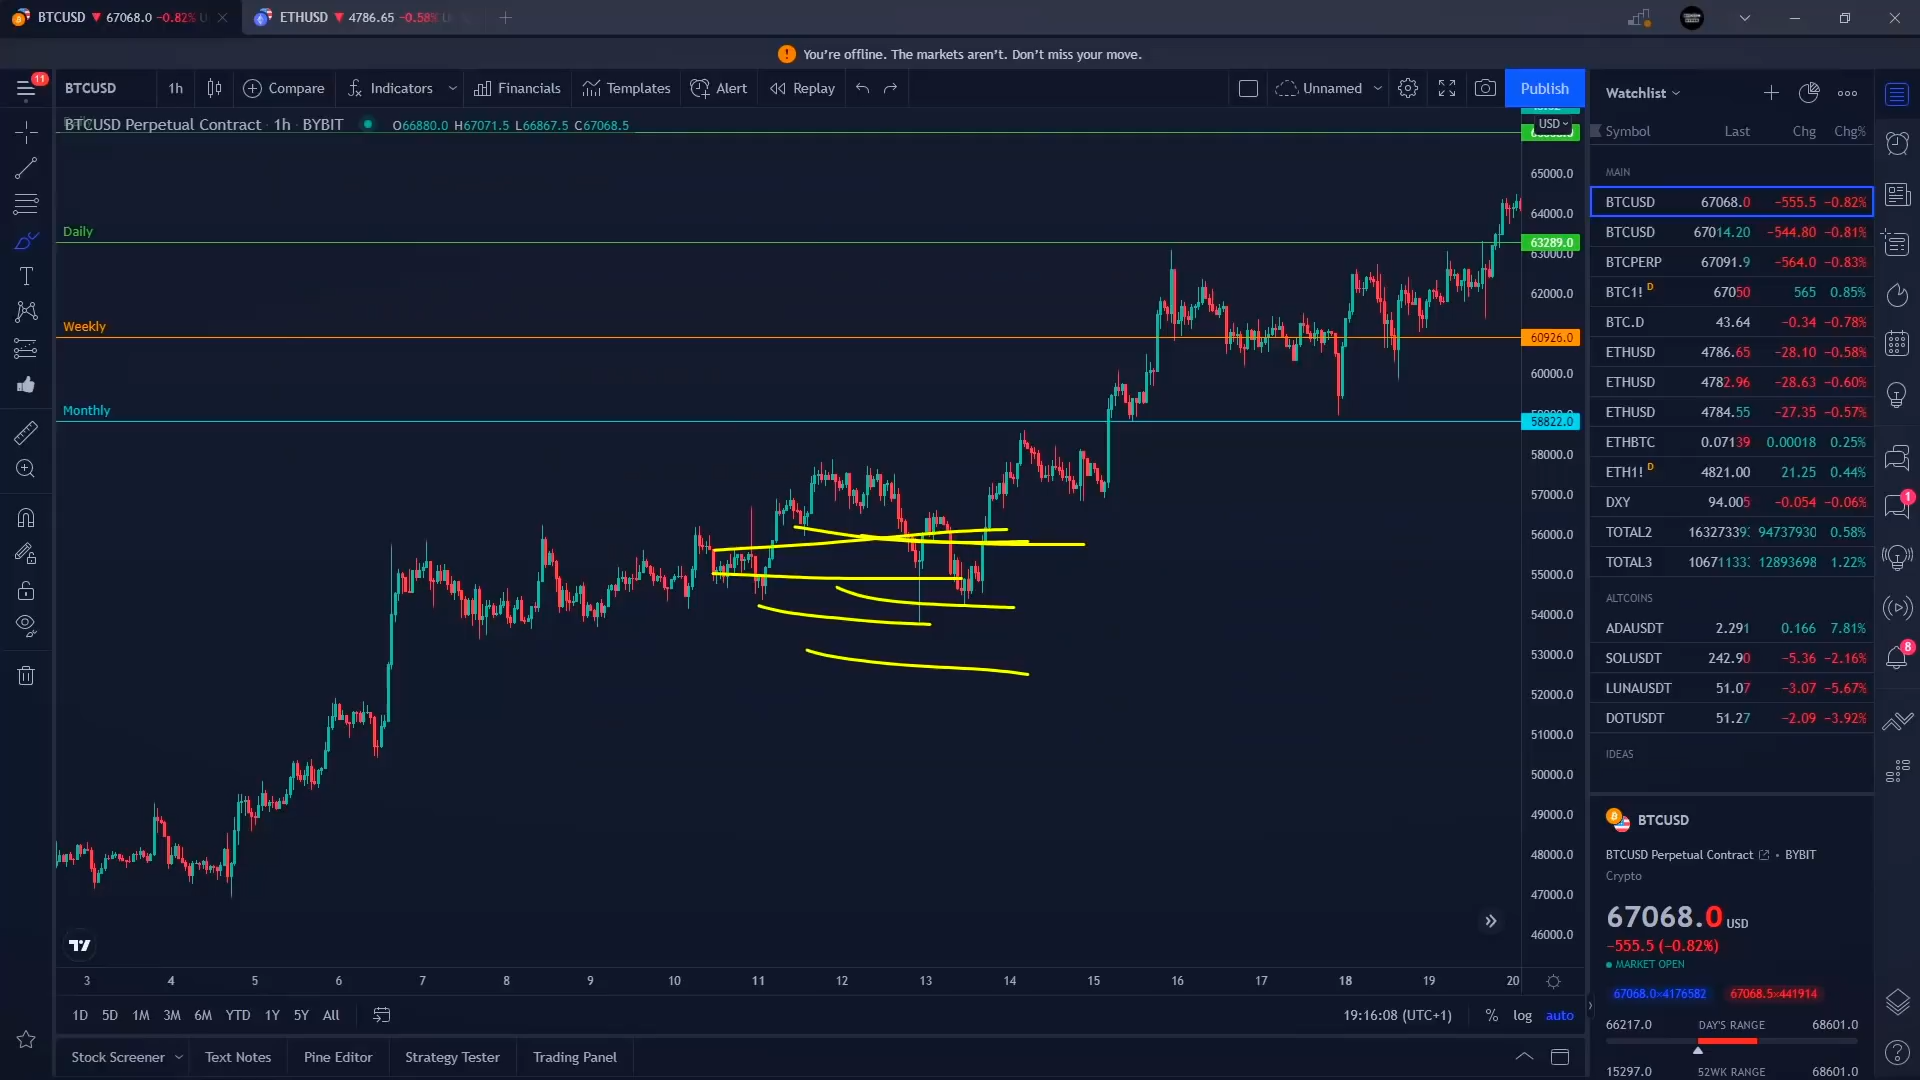 BTCUSD ▼ 67068.0 −0.82%
ETHUSD ▼ 4786.65 −0.58%
You're offline. The markets aren't. Don't miss your move.
11
BTCUSD 1h Compare Indicators Financials Templates Alert Replay Unnamed Publish
BTCUSD Perpetual Contract · 1h · BYBIT O66880.0 H67071.5 L66867.5 C67068.5
USD
65000.0
64000.0
Daily
63289.0
63000.0
62000.0
Weekly
60926.0
60000.0
Monthly
58822.0
58000.0
57000.0
56000.0
55000.0
54000.0
53000.0
52000.0
51000.0
50000.0
49000.0
48000.0
47000.0
46000.0
3 4 5 6 7 8 9 10 11 12 13 14 15 16 17 18 19 20
1D 5D 1M 3M 6M YTD 1Y 5Y All
19:16:08 (UTC+1) % log auto
Stock Screener Text Notes Pine Editor Strategy Tester Trading Panel
Watchlist
Symbol Last Chg Chg%
MAIN
BTCUSD 67068.0 −555.5 −0.82%
BTCUSD 67014.20 −544.80 −0.81%
BTCPERP 67091.9 −564.0 −0.83%
BTC1! D 67050 565 0.85%
BTC.D 43.64 −0.34 −0.78%
ETHUSD 4786.65 −28.10 −0.58%
ETHUSD 4782.96 −28.63 −0.60%
ETHUSD 4784.55 −27.35 −0.57%
ETHBTC 0.07139 0.00018 0.25%
ETH1! D 4821.00 21.25 0.44%
DXY 94.005 −0.054 −0.06%
TOTAL2 94737930 0.58%
TOTAL3 12893698 1.22%
ALTCOINS
ADAUSDT 2.291 0.166 7.81%
SOLUSDT 242.90 −5.36 −2.16%
LUNAUSDT 51.07 −3.07 −5.67%
DOTUSDT 51.27 −2.09 −3.92%
IDEAS
BTCUSD
BTCUSD Perpetual Contract • BYBIT
Crypto
67068.0 USD
−555.5 (−0.82%)
MARKET OPEN
67068.0×4176582 67068.5×441914
66217.0 DAY'S RANGE 68601.0
15297.0 52WK RANGE 68601.0
1
8